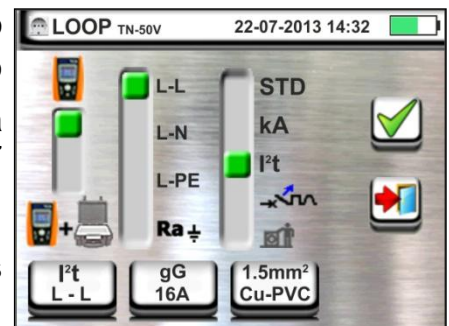 LOOP TN-50V 22-07-2013 14:32
L-L
L-N
L-PE
Ra
STD
kA
I²t
I²t
L - L
gG
16A
1.5mm²
Cu-PVC